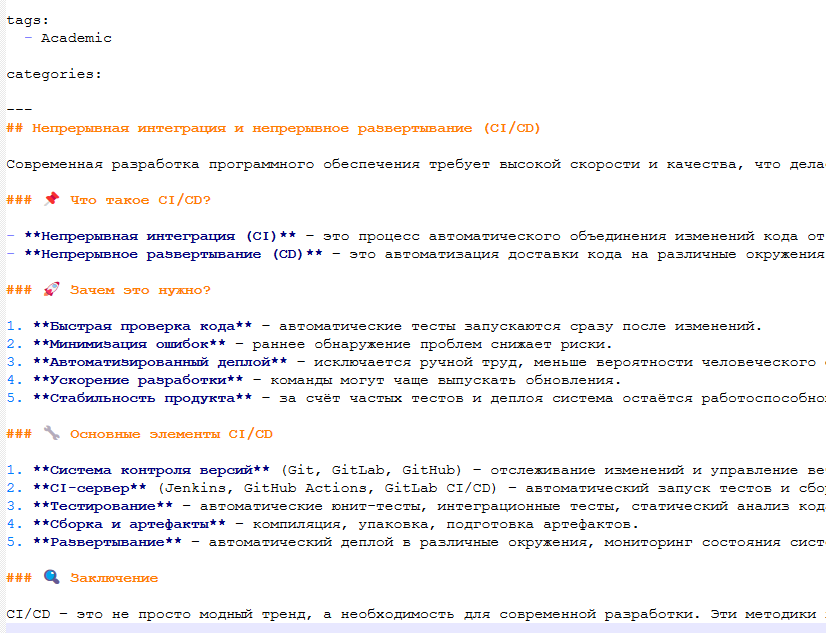 tags:
- Academic
categories:
---
## Непрерывная интеграция и непрерывное развертывание (CI/CD)
Современная разработка программного обеспечения требует высокой скорости и качества, что
### 📌 Что такое CI/CD?
- **Непрерывная интеграция (CI)** – это процесс автоматического объединения изменений кода от
- **Непрерывное развертывание (CD)** – это автоматизация доставки кода на различные окружения
### 🚀 Зачем это нужно?
1. **Быстрая проверка кода** – автоматические тесты запускаются сразу после изменений.
2. **Минимизация ошибок** – раннее обнаружение проблем снижает риски.
3. **Автоматизированный деплой** – исключается ручной труд, меньше вероятности человеческого
4. **Ускорение разработки** – команды могут чаще выпускать обновления.
5. **Стабильность продукта** – за счёт частых тестов и деплоя система остаётся
### 🔧 Основные элементы CI/CD
1. **Система контроля версий** (Git, GitLab, GitHub) – отслеживание изменений и управление
2. **CI-сервер** (Jenkins, GitHub Actions, GitLab CI/CD) – автоматический запуск тестов и
3. **Тестирование** – автоматические юнит-тесты, интеграционные тесты, статический анализ
4. **Сборка и артефакты** – компиляция, упаковка, подготовка артефактов.
5. **Развертывание** – автоматический деплой в различные окружения, мониторинг состояния
### 🔍 Заключение
CI/CD – это не просто модный тренд, а необходимость для современной разработки. Эти методики